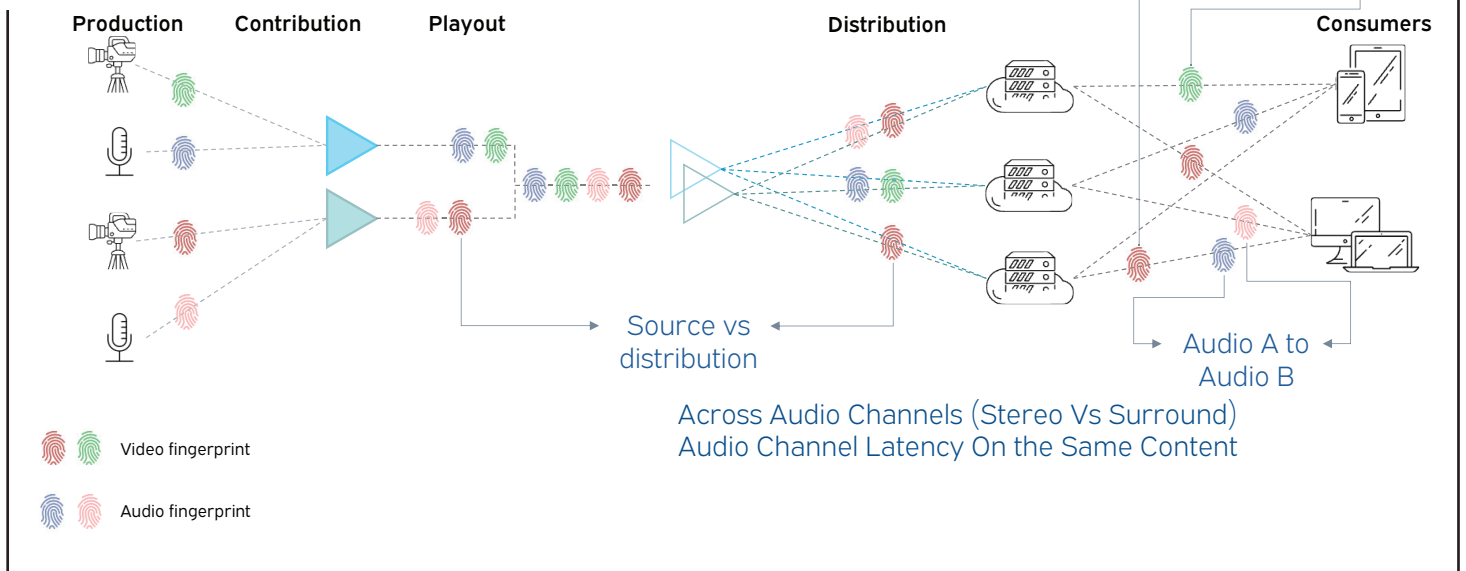 Production
Contribution
Playout
Distribution
Consumers
Source vs
distribution
Audio A to
Audio B
Across Audio Channels (Stereo Vs Surround)
Audio Channel Latency On the Same Content
Video fingerprint
Audio fingerprint